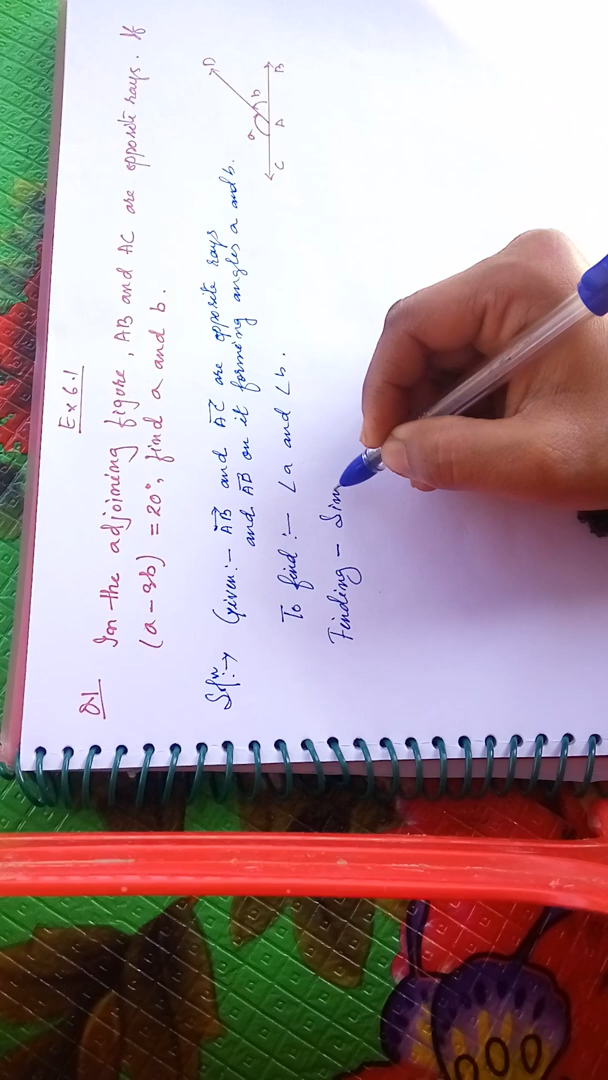 Ex 6.1
Q.1 In the adjoining figure, AB and AC are opposite rays. If
(a - 2b) = 20°, find a and b.
Solⁿ:→ Given:- AB and AC are opposite rays
and AD on it forming angles a and b.
To find:- ∠a and ∠b.
Finding - Sim
D
a b
C A B